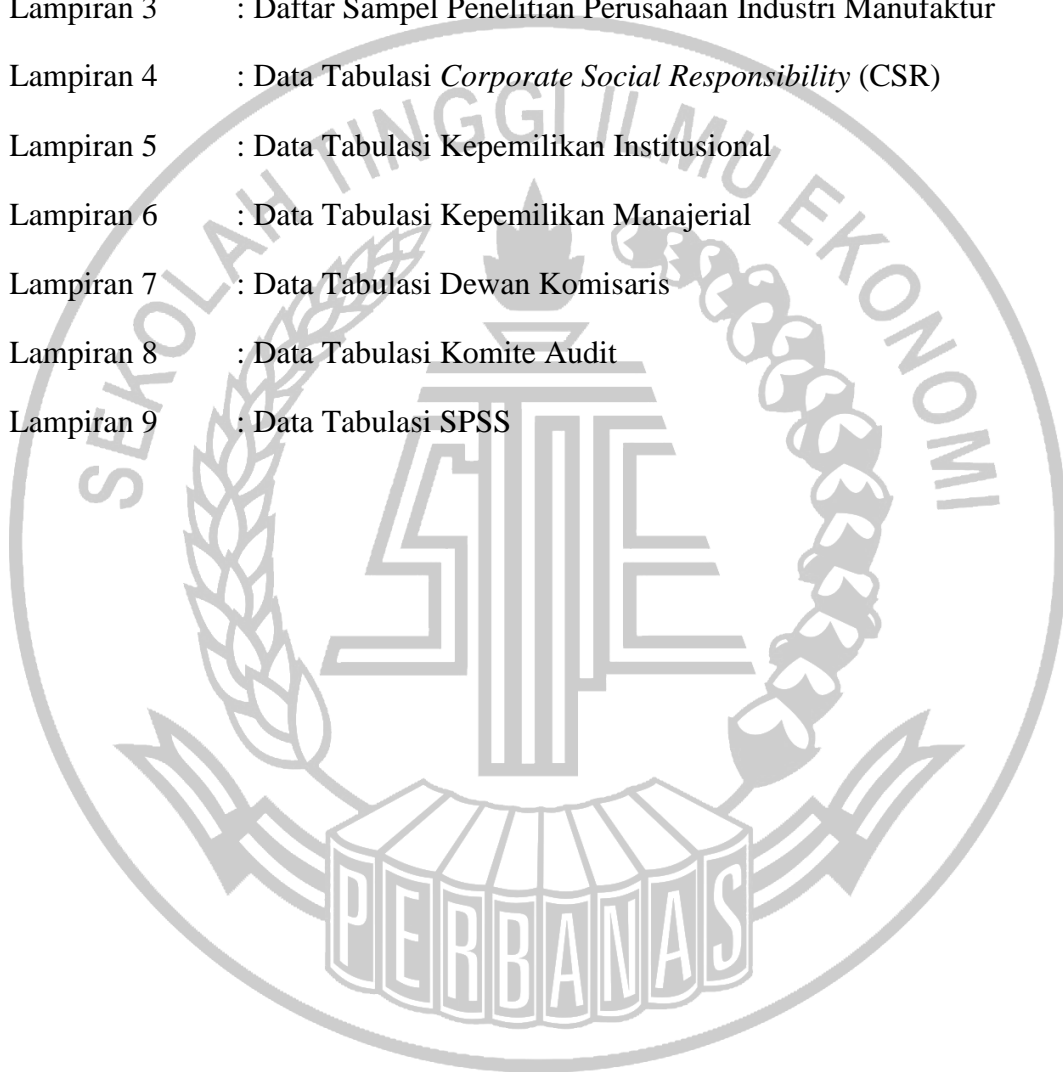 Lampiran 3 : Daftar Sampel Penelitian Perusahaan Industri Manufaktur
Lampiran 4 : Data Tabulasi Corporate Social Responsibility (CSR)
Lampiran 5 : Data Tabulasi Kepemilikan Institusional
Lampiran 6 : Data Tabulasi Kepemilikan Manajerial
Lampiran 7 : Data Tabulasi Dewan Komisaris
Lampiran 8 : Data Tabulasi Komite Audit
Lampiran 9 : Data Tabulasi SPSS
SEKOLAH TINGGI ILMU EKONOMI
STIE
PERBANAS